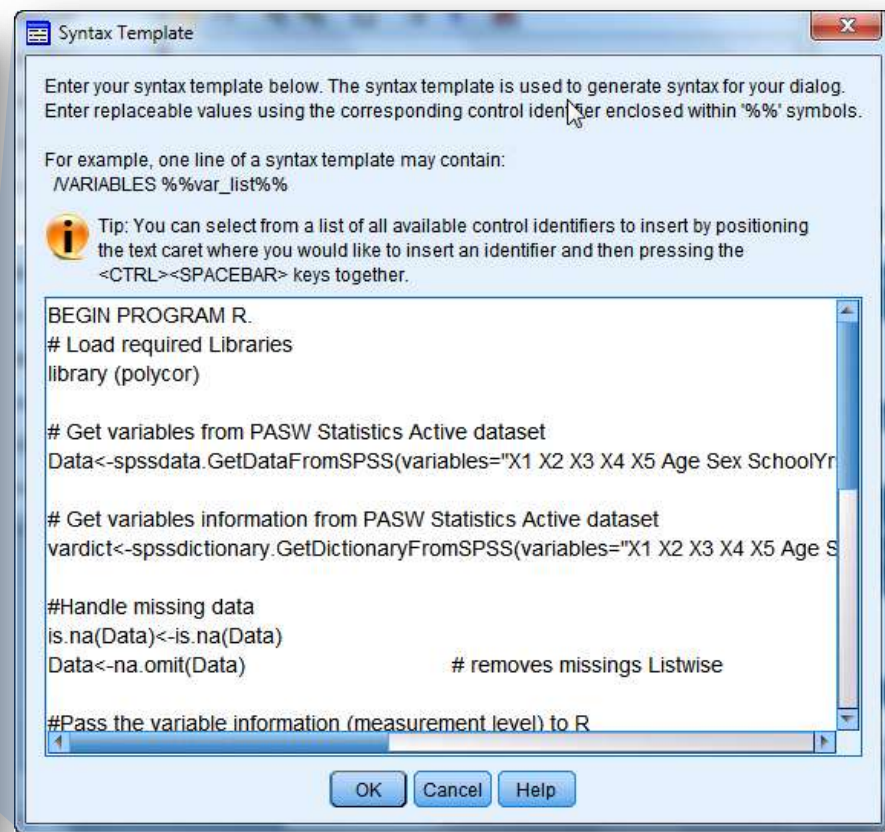 Syntax Template
Enter your syntax template below. The syntax template is used to generate syntax for your dialog.
Enter replaceable values using the corresponding control identifier enclosed within '%%' symbols.
For example, one line of a syntax template may contain:
/VARIABLES %%var_list%%
Tip: You can select from a list of all available control identifiers to insert by positioning
the text caret where you would like to insert an identifier and then pressing the
<CTRL><SPACEBAR> keys together.
BEGIN PROGRAM R.
# Load required Libraries
library (polycor)
# Get variables from PASW Statistics Active dataset
Data<-spssdata.GetDataFromSPSS(variables="X1 X2 X3 X4 X5 Age Sex SchoolYr
# Get variables information from PASW Statistics Active dataset
vardict<-spssdictionary.GetDictionaryFromSPSS(variables="X1 X2 X3 X4 X5 Age S
#Handle missing data
is.na(Data)<-is.na(Data)
Data<-na.omit(Data) # removes missings Listwise
#Pass the variable information (measurement level) to R
OK Cancel Help